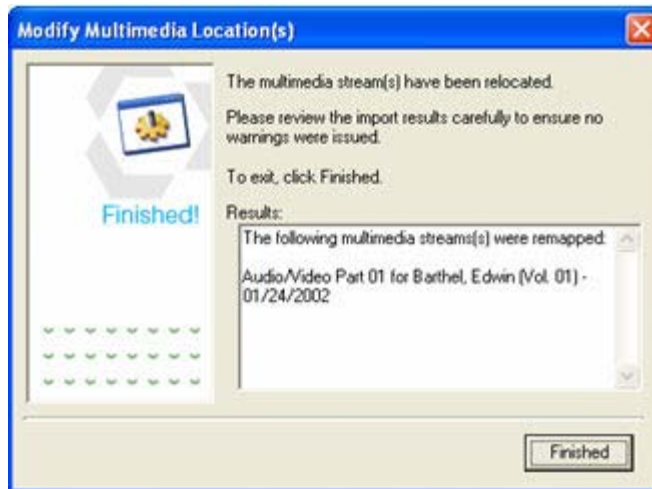 Modify Multimedia Location(s)
The multimedia stream(s) have been relocated.
Please review the import results carefully to ensure no
warnings were issued.
To exit, click Finished.
Finished!
Results:
The following multimedia streams(s) were remapped:
Audio/Video Part 01 for Barthel, Edwin (Vol. 01) -
01/24/2002
Finished